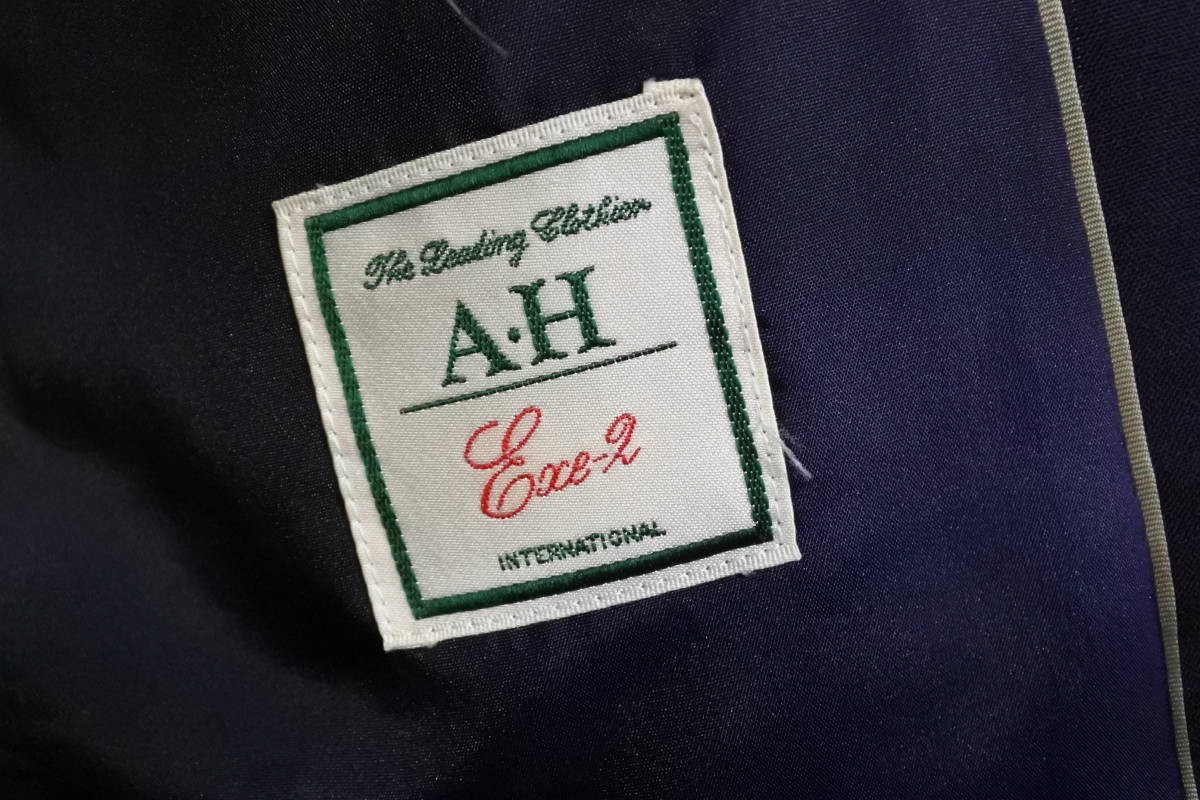 The Leading Clothier
A·H
Exe-2
INTERNATIONAL